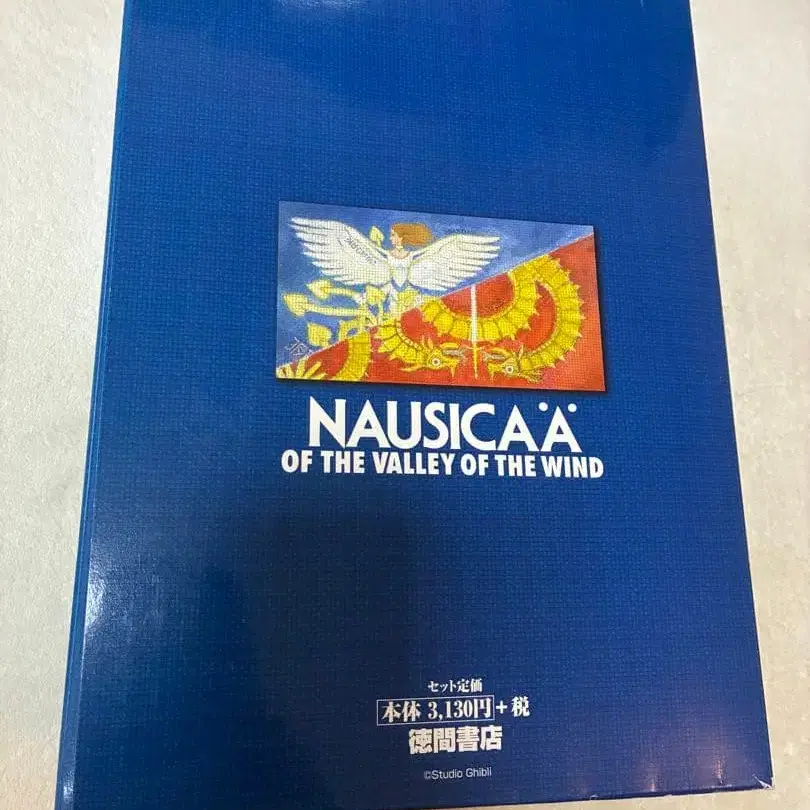 NAUSICAÄ
OF THE VALLEY OF THE WIND
セット定価
本体 3,130円+税
徳間書店
©Studio Ghibli